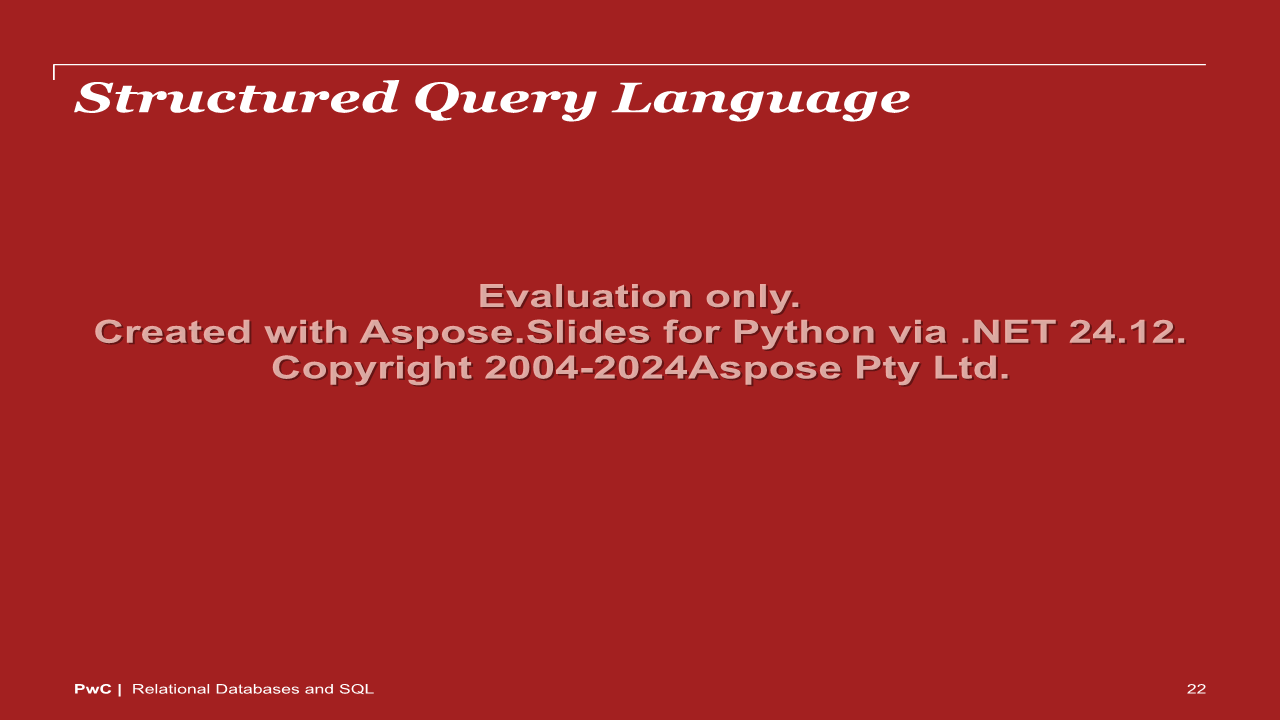 Structured Query Language
Evaluation only.
Created with Aspose.Slides for Python via .NET 24.12.
Copyright 2004-2024Aspose Pty Ltd.
PwC | Relational Databases and SQL
22